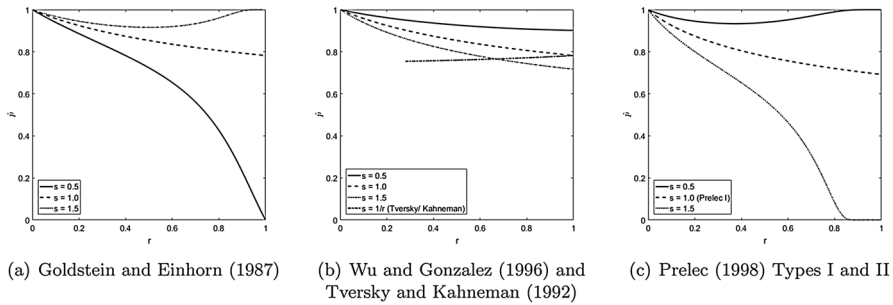 1
0.8
0.6
0.4
0.2
0
p̂
s = 0.5
s = 1.0
s = 1.5
0 0.2 0.4 0.6 0.8 1
r
(a) Goldstein and Einhorn (1987)
1
0.8
0.6
0.4
0.2
0
p̂
s = 0.5
s = 1.0
s = 1.5
s = 1/r (Tversky/ Kahneman)
0 0.2 0.4 0.6 0.8 1
r
(b) Wu and Gonzalez (1996) and
Tversky and Kahneman (1992)
1
0.8
0.6
0.4
0.2
0
p̂
s = 0.5
s = 1.0 (Prelec I)
s = 1.5
0 0.2 0.4 0.6 0.8 1
r
(c) Prelec (1998) Types I and II